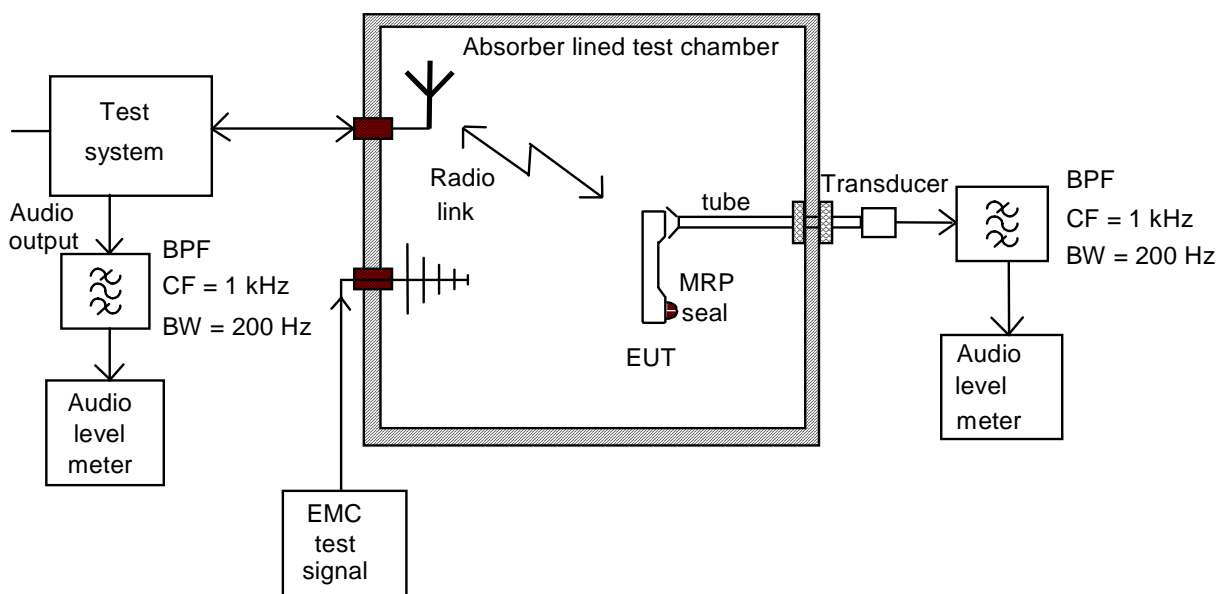 Absorber lined test chamber
Test
system
Audio
output
BPF
CF = 1 kHz
BW = 200 Hz
Audio
level
meter
Radio
link
EMC
test
signal
tube
MRP
seal
EUT
Transducer
BPF
CF = 1 kHz
BW = 200 Hz
Audio
level
meter